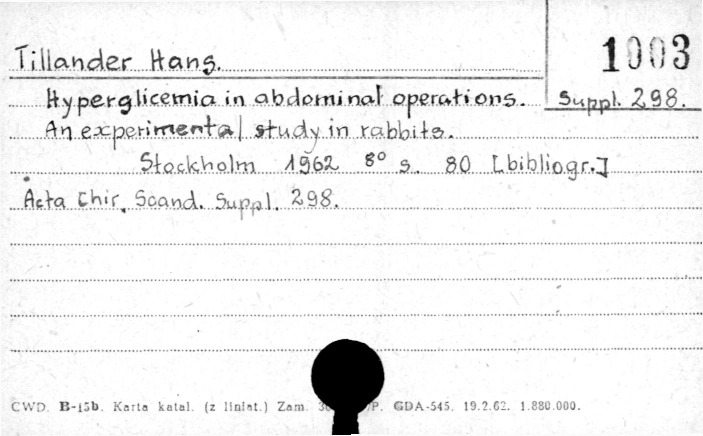 Tillander Hans.
1003
Hyperglicemia in abdominal operations.
Suppl. 298.
An experimental study in rabbits.
Stockholm 1962 8° s. 80 [bibliogr.]
Acta Chir. Scand. Suppl. 298.
CWD. B-15b. Karta katal. (z liniat.) Zam. GDA-545. 19.2.62. 1.880.000.